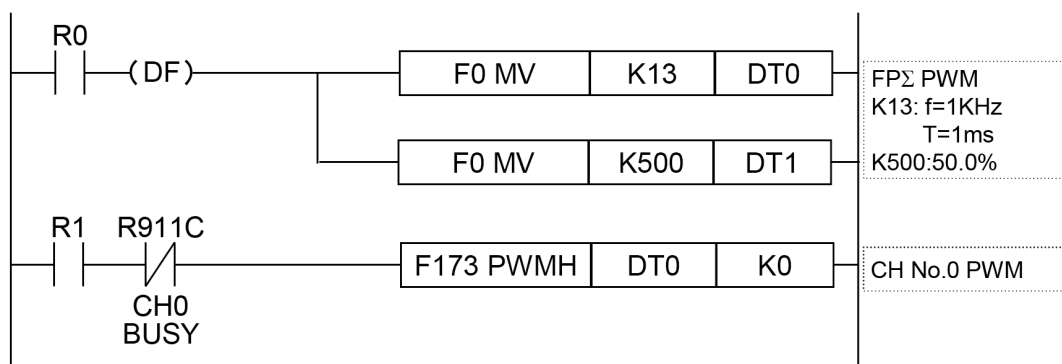 R0
(DF)
F0 MV K13 DT0
FPΣ PWM
K13: f=1KHz
T=1ms
K500:50.0%
F0 MV K500 DT1
R1 R911C
F173 PWMH DT0 K0
CH No.0 PWM
CH0
BUSY